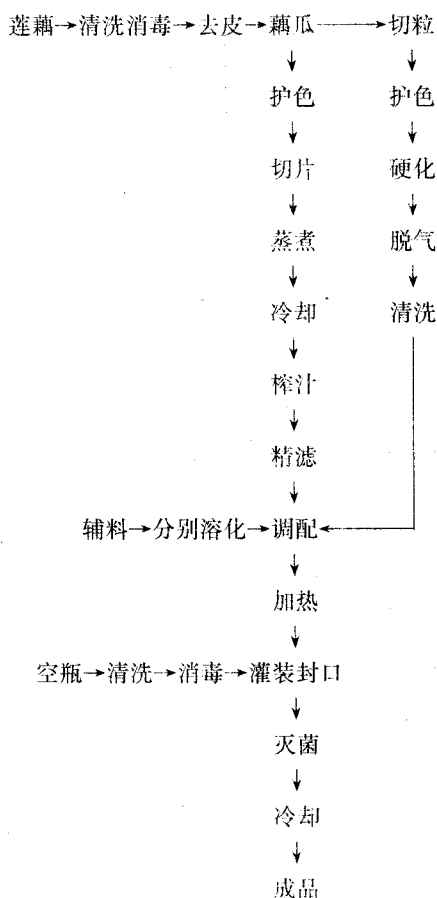 莲藕→清洗消毒→去皮→藕瓜→切粒
↓ ↓
护色 护色
↓ ↓
切片 硬化
↓ ↓
蒸煮 脱气
↓ ↓
冷却 清洗
↓
榨汁
↓
精滤
↓
辅料→分别溶化→调配←
↓
加热
↓
空瓶→清洗→消毒→灌装封口
↓
灭菌
↓
冷却
↓
成品